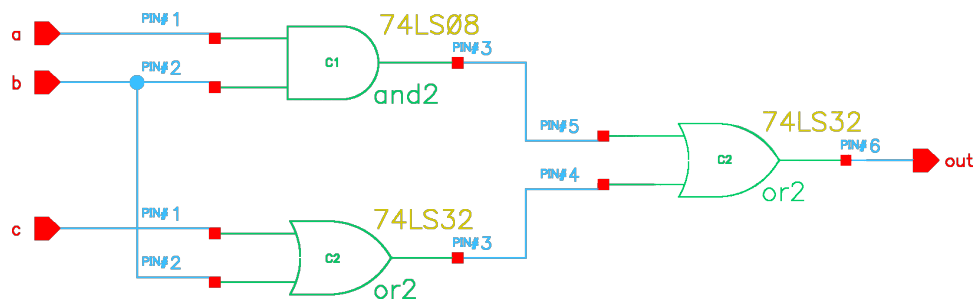 PIN#1
74LSØ8
a
C1
PIN#3
b
PIN#2
and2
PIN#5
74LS32
C2
PIN#6
out
PIN#4
or2
PIN#1
74LS32
c
C2
PIN#3
PIN#2
or2